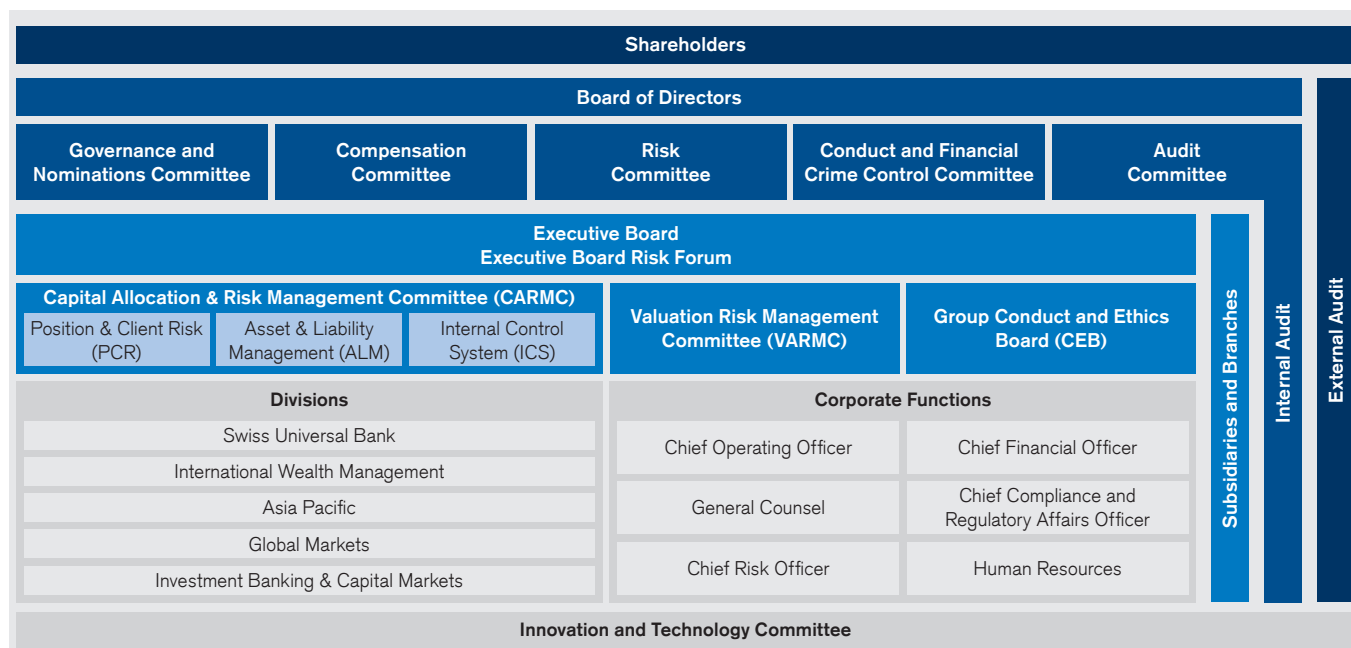 Shareholders
Board of Directors
Governance and
Nominations Committee
Compensation
Committee
Risk
Committee
Conduct and Financial
Crime Control Committee
Audit
Committee
Executive Board
Executive Board Risk Forum
Capital Allocation & Risk Management Committee (CARMC)
Position & Client Risk
(PCR)
Asset & Liability
Management (ALM)
Internal Control
System (ICS)
Valuation Risk Management
Committee (VARMC)
Group Conduct and Ethics
Board (CEB)
Divisions
Swiss Universal Bank
International Wealth Management
Asia Pacific
Global Markets
Investment Banking & Capital Markets
Corporate Functions
Chief Operating Officer
Chief Financial Officer
General Counsel
Chief Compliance and
Regulatory Affairs Officer
Chief Risk Officer
Human Resources
Subsidiaries and Branches
Internal Audit
External Audit
Innovation and Technology Committee